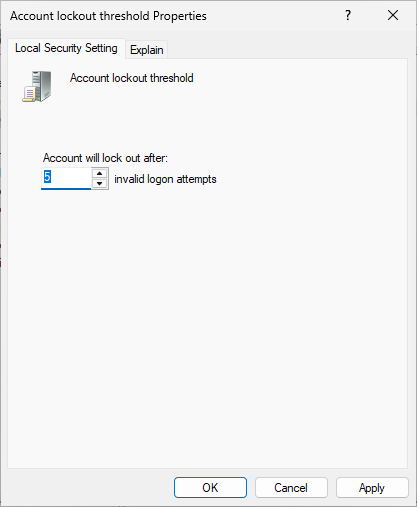 Account lockout threshold Properties
?
Local Security Setting
Explain
Account lockout threshold
Account will lock out after:
5
invalid logon attempts
OK
Cancel
Apply